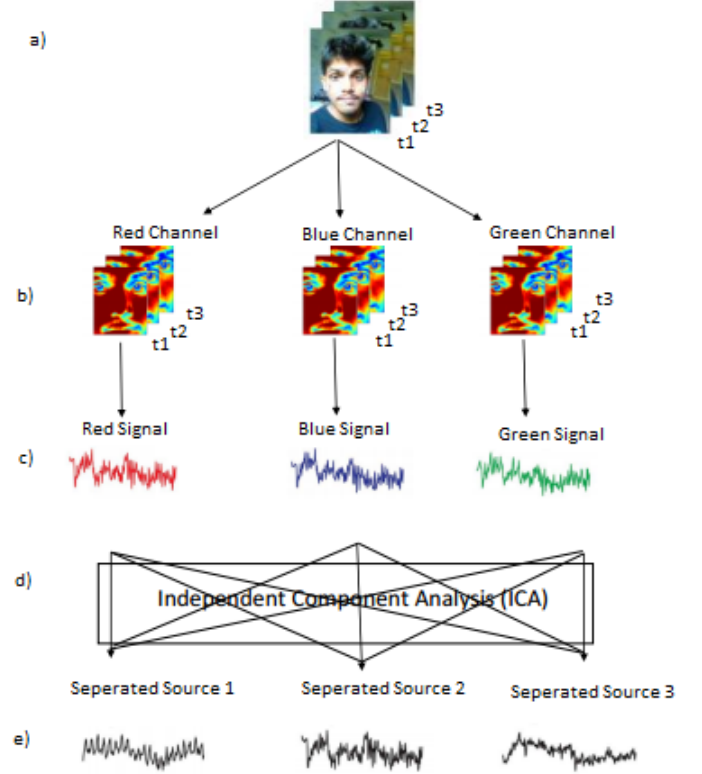 a)
t3
t2
t1
Red Channel
Blue Channel
Green Channel
b)
t3
t2
t1
t3
t2
t1
t3
t2
t1
Red Signal
Blue Signal
Green Signal
c)
d)
Independent Component Analysis (ICA)
Seperated Source 1
Seperated Source 2
Seperated Source 3
e)